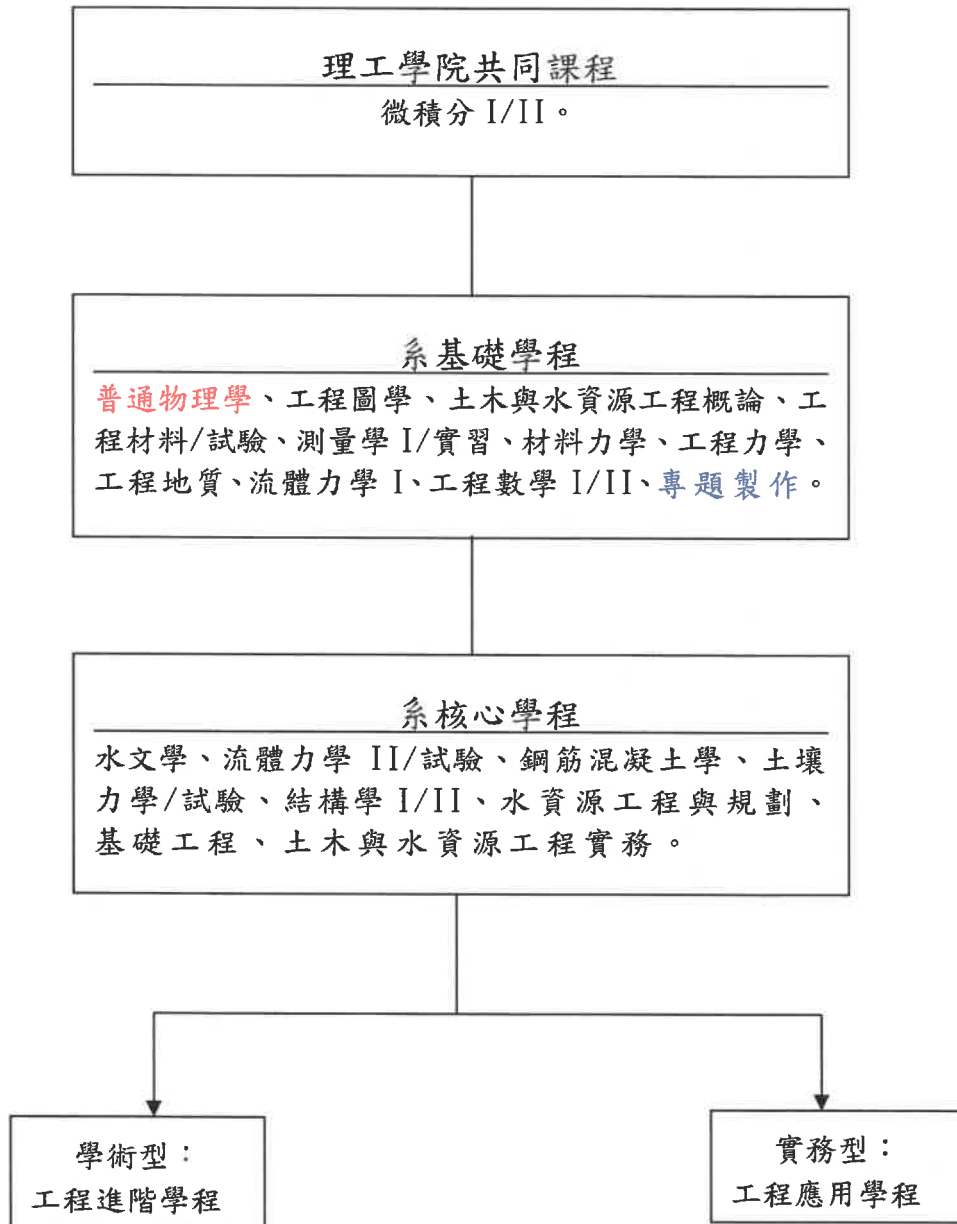 理工學院共同課程
微積分 I/II。
系基礎學程
普通物理學、工程圖學、土木與水資源工程概論、工
程材料/試驗、測量學 I/實習、材料力學、工程力學、
工程地質、流體力學 I、工程數學 I/II、專題製作。
系核心學程
水文學、流體力學 II/試驗、鋼筋混凝土學、土壤
力學/試驗、結構學 I/II、水資源工程與規劃、
基礎工程、土木與水資源工程實務。
學術型：
工程進階學程
實務型：
工程應用學程